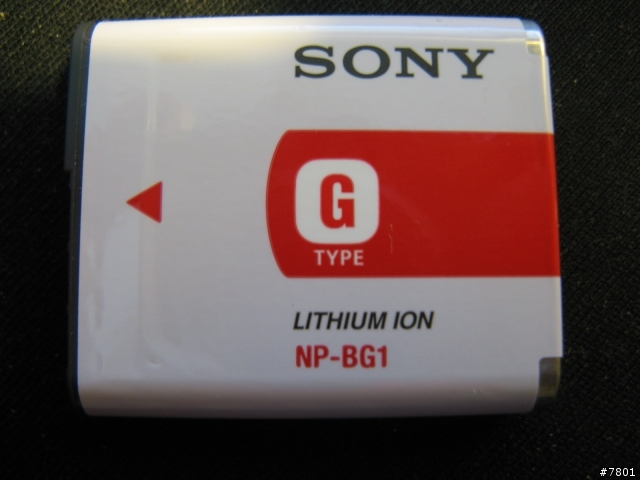 SONY
G
TYPE
LITHIUM ION
NP-BG1
#7801